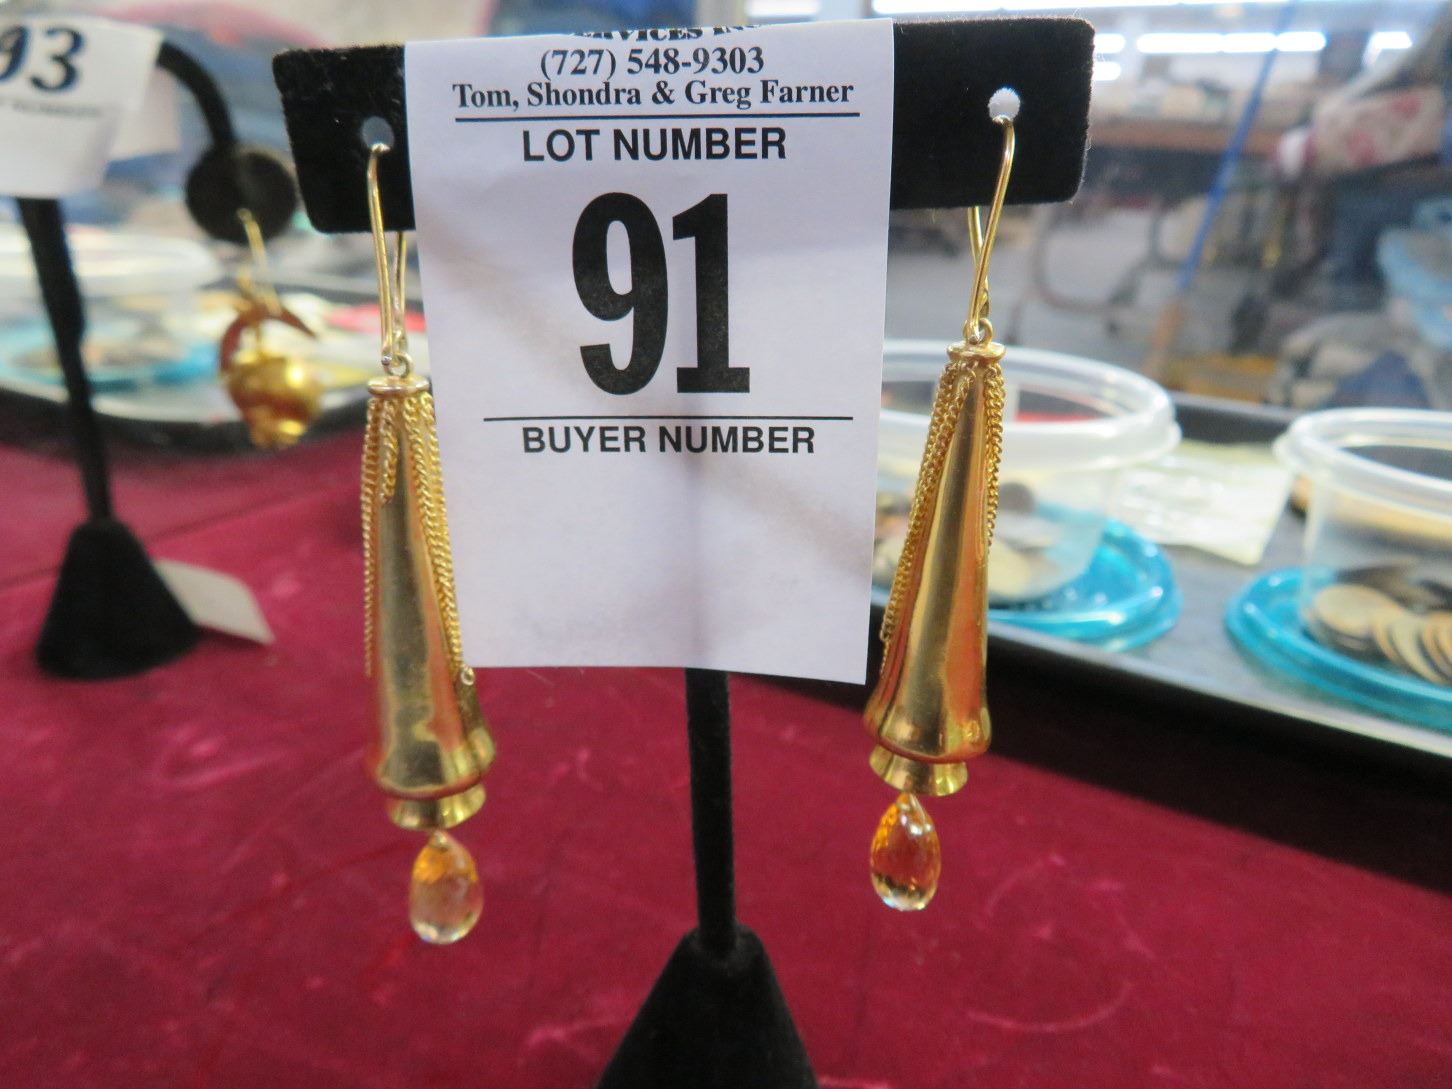 (727) 548-9303
Tom, Shondra & Greg Farner
LOT NUMBER
91
BUYER NUMBER
93